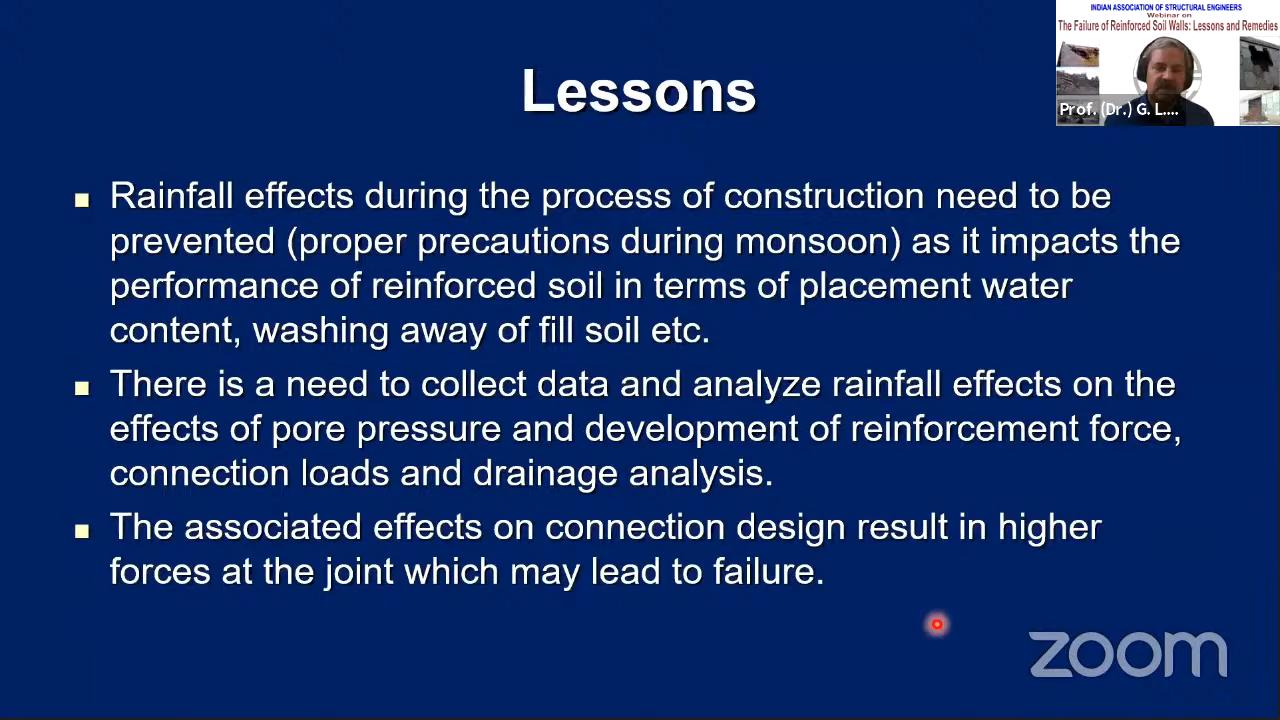 INDIAN ASSOCIATION OF STRUCTURAL ENGINEERS
Webinar on
The Failure of Reinforced Soil Walls: Lessons and Remedies
Prof. (Dr.) G. L....
Lessons
Rainfall effects during the process of construction need to be
prevented (proper precautions during monsoon) as it impacts the
performance of reinforced soil in terms of placement water
content, washing away of fill soil etc.
There is a need to collect data and analyze rainfall effects on the
effects of pore pressure and development of reinforcement force,
connection loads and drainage analysis.
The associated effects on connection design result in higher
forces at the joint which may lead to failure.
zoom